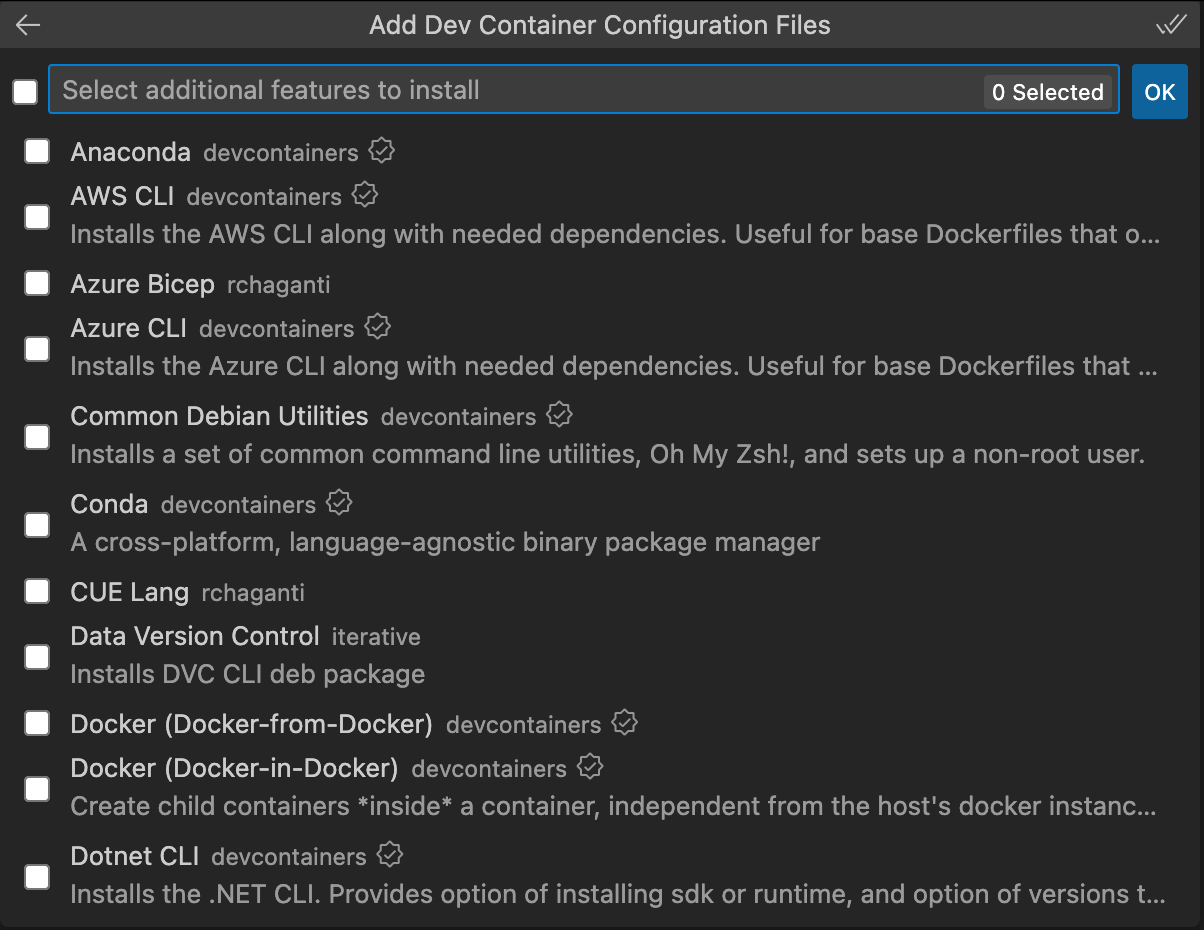 Add Dev Container Configuration Files
Select additional features to install 0 Selected OK
Anaconda devcontainers
AWS CLI devcontainers
Installs the AWS CLI along with needed dependencies. Useful for base Dockerfiles that o...
Azure Bicep rchaganti
Azure CLI devcontainers
Installs the Azure CLI along with needed dependencies. Useful for base Dockerfiles that ...
Common Debian Utilities devcontainers
Installs a set of common command line utilities, Oh My Zsh!, and sets up a non-root user.
Conda devcontainers
A cross-platform, language-agnostic binary package manager
CUE Lang rchaganti
Data Version Control iterative
Installs DVC CLI deb package
Docker (Docker-from-Docker) devcontainers
Docker (Docker-in-Docker) devcontainers
Create child containers *inside* a container, independent from the host's docker instanc...
Dotnet CLI devcontainers
Installs the .NET CLI. Provides option of installing sdk or runtime, and option of versions t...